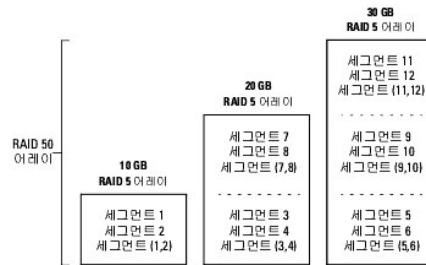 RAID 50
어레이
10 GB
RAID 5 어레이
세그먼트 1
세그먼트 2
세그먼트 (1,2)
20 GB
RAID 5 어레이
세그먼트 7
세그먼트 8
세그먼트 (7,8)
세그먼트 3
세그먼트 4
세그먼트 (3,4)
30 GB
RAID 5 어레이
세그먼트 11
세그먼트 12
세그먼트 (11,12)
세그먼트 9
세그먼트 10
세그먼트 (9,10)
세그먼트 5
세그먼트 6
세그먼트 (5,6)